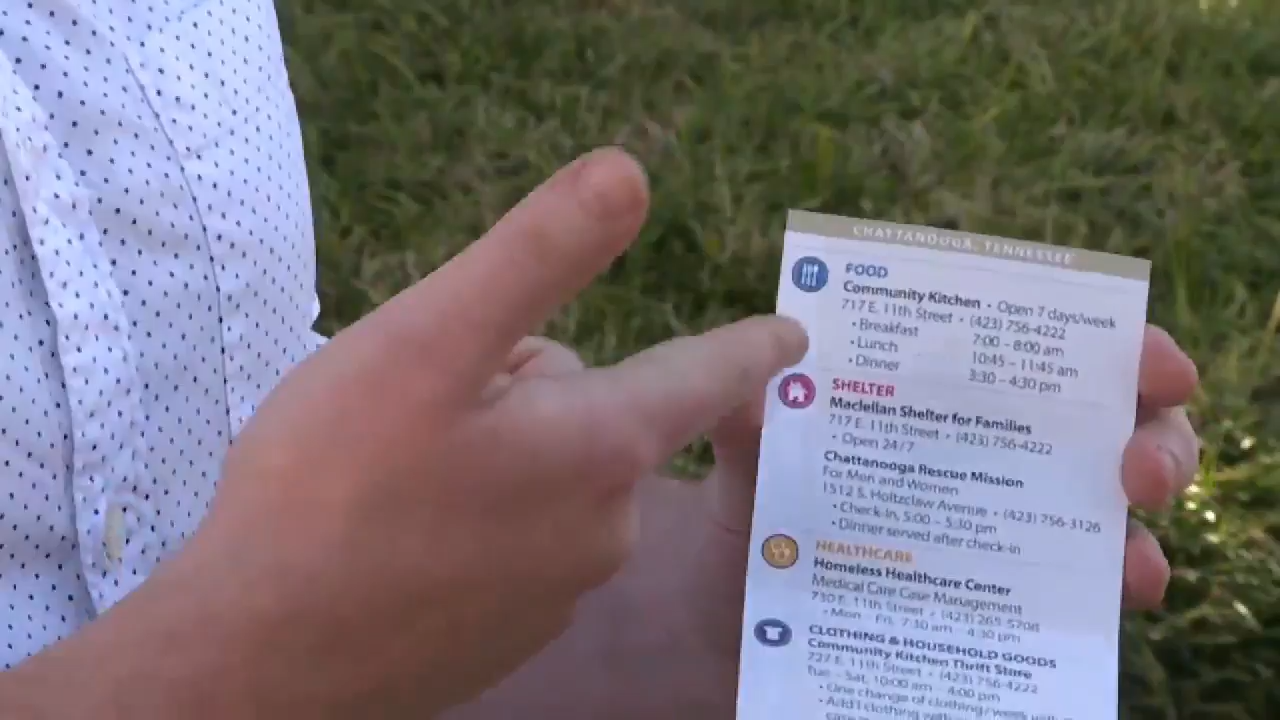 CHATTANOOGA, TENNESSEE
FOOD
Community Kitchen • Open 7 days/week
717 E. 11th Street • (423) 756-4222
• Breakfast 7:00 – 8:00 am
• Lunch 10:45 – 11:45 am
• Dinner 3:30 – 4:30 pm
SHELTER
Maclellan Shelter for Families
717 E. 11th Street • (423) 756-4222
• Open 24/7
Chattanooga Rescue Mission
For Men and Women
1512 S. Holtzclaw Avenue • (423) 756-3126
• Check-in, 5:00 – 5:30 pm
• Dinner served after check-in
HEALTHCARE
Homeless Healthcare Center
Medical Care Case Management
730 E. 11th Street • (423) 265-5708
• Mon – Fri, 7:30 am – 4:30 pm
CLOTHING & HOUSEHOLD GOODS
Community Kitchen Thrift Store
727 E. 11th Street • (423) 756-4222
Tue – Sat, 10:00 am – 4:00 pm
• One change of clothing/week with
• Add'l clothing